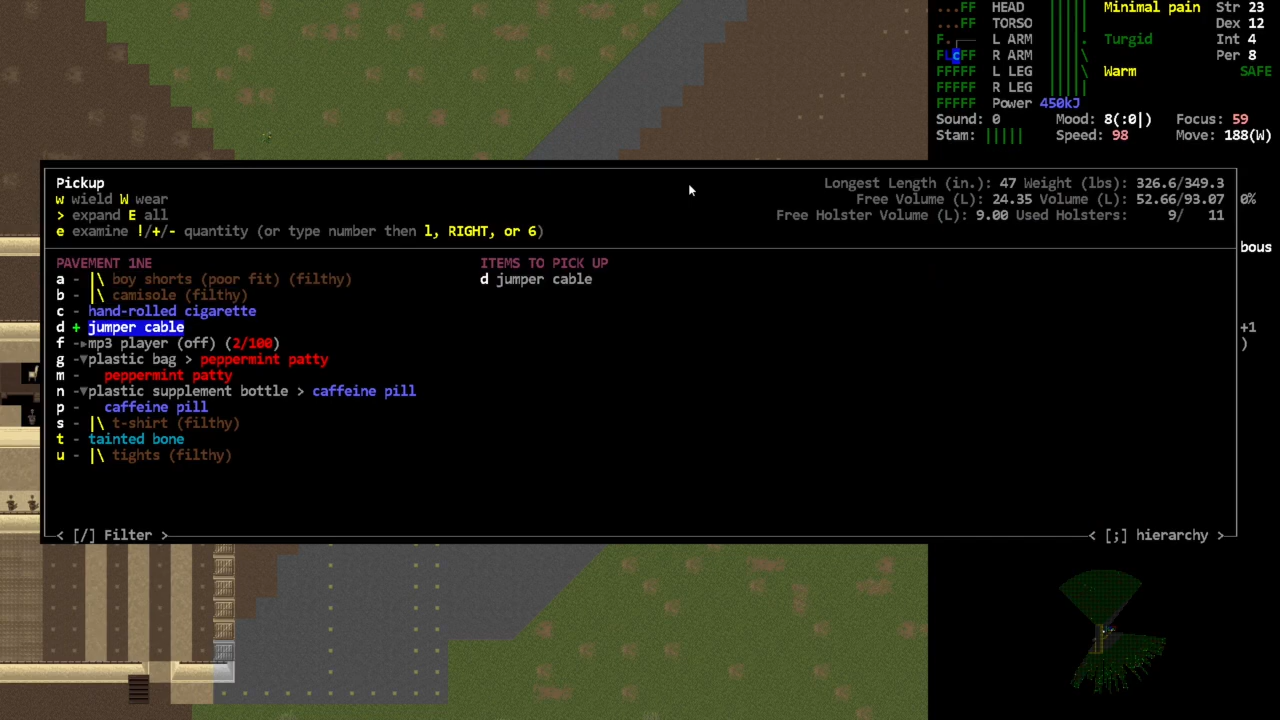 ...FF HEAD Minimal pain Str 23
...FF TORSO Dex 12
F. L ARM Turgid Int 4
FLcFF R ARM Per 8
FFFFF L LEG Warm SAFE
FFFFF R LEG
FFFFF Power 450kJ
Sound: 0 Mood: 8(:0|) Focus: 59
Stam: ||||| Speed: 98 Move: 188(W)
Pickup Longest Length (in.): 47 Weight (lbs): 326.6/349.3
w wield W wear Free Volume (L): 24.35 Volume (L): 52.66/93.07 0%
> expand E all Free Holster Volume (L): 9.00 Used Holsters: 9/ 11
e examine !/+/- quantity (or type number then l, RIGHT, or 6)
bous
PAVEMENT 1NE ITEMS TO PICK UP
a - |\ boy shorts (poor fit) (filthy) d jumper cable
b - |\ camisole (filthy)
c - hand-rolled cigarette
d + jumper cable +1
f -▸mp3 player (off) (2/100) )
g -▾plastic bag > peppermint patty
m - peppermint patty
n -▾plastic supplement bottle > caffeine pill
p - caffeine pill
s - |\ t-shirt (filthy)
t - tainted bone
u - |\ tights (filthy)
< [/] Filter > < [;] hierarchy >